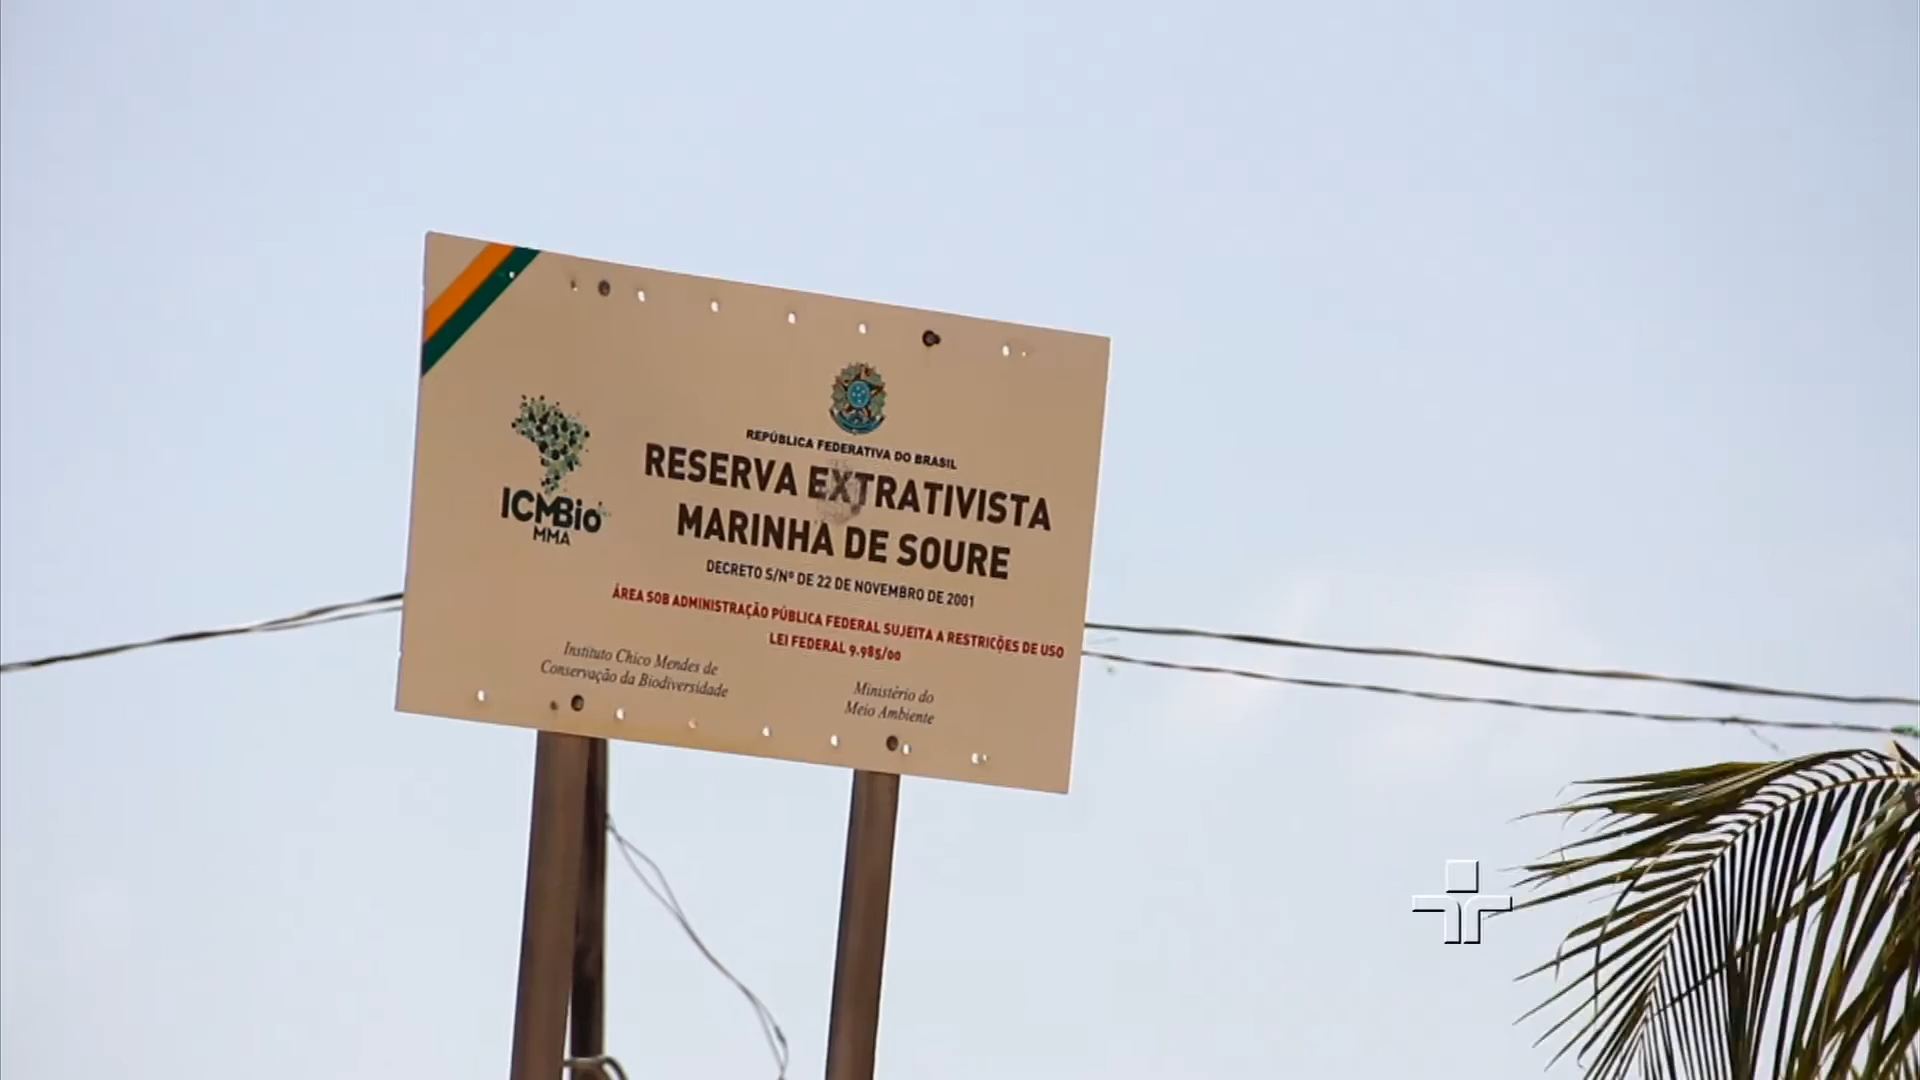 REPÚBLICA FEDERATIVA DO BRASIL
RESERVA EXTRATIVISTA
MARINHA DE SOURE
DECRETO S/Nº DE 22 DE NOVEMBRO DE 2001
ÁREA SOB ADMINISTRAÇÃO PÚBLICA FEDERAL SUJEITA A RESTRIÇÕES DE USO
LEI FEDERAL 9.985/00
ICMBio
MMA
Instituto Chico Mendes de
Conservação da Biodiversidade
Ministério do
Meio Ambiente